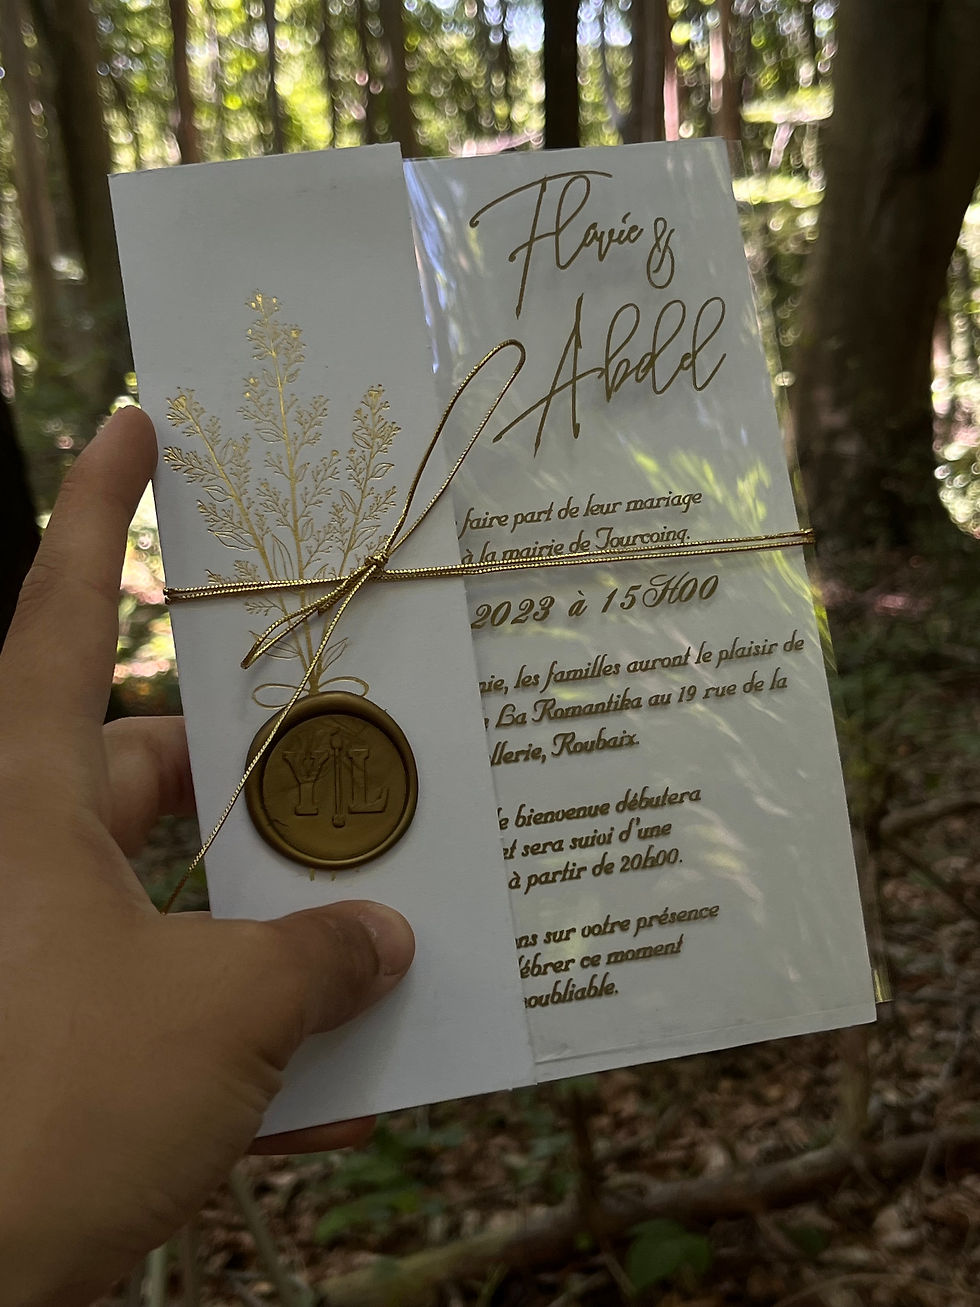 Flavie &
Abdel
faire part de leur mariage
à la mairie de Tourcoing.
2023 à 15H00
nie, les familles auront le plaisir de
La Romantika au 19 rue de la
llerie, Roubaix.
e bienvenue débutera
et sera suivi d'une
à partir de 20h00.
ns sur votre présence
ébrer ce moment
oubliable.
Y L